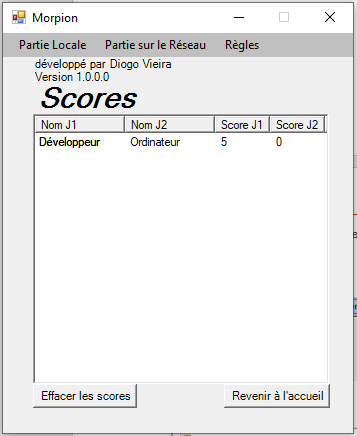 Morpion
Partie Locale Partie sur le Réseau Règles
développé par Diogo Vieira
Version 1.0.0.0
Scores
Nom J1 Nom J2 Score J1 Score J2
Développeur Ordinateur 5 0
Effacer les scores Revenir à l'accueil